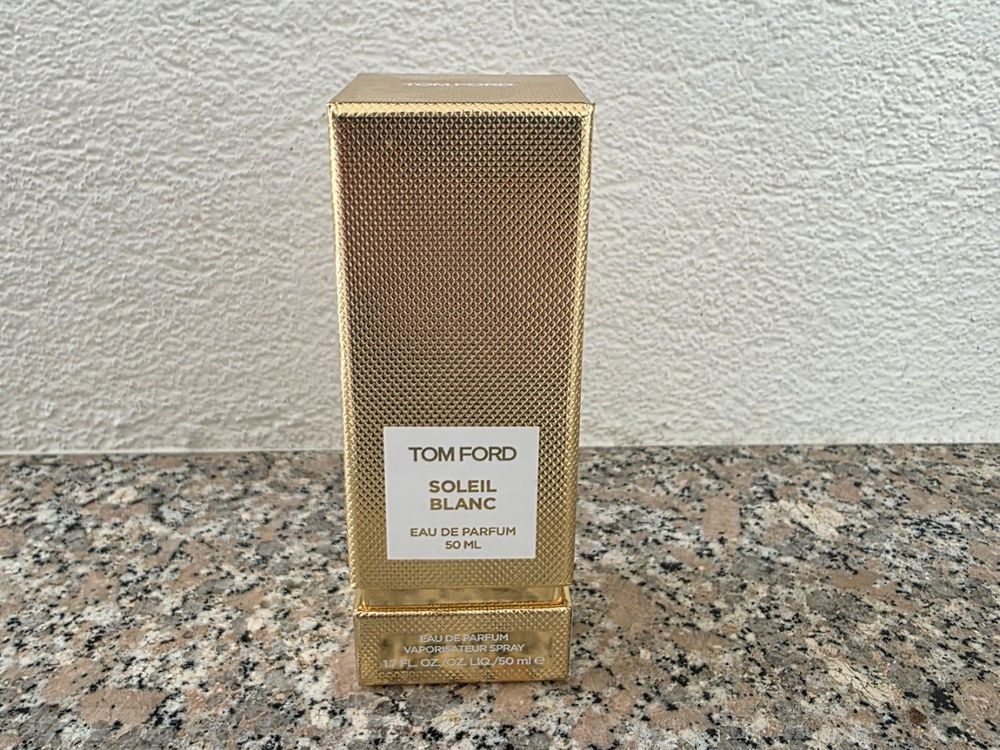 TOM FORD
TOM FORD
SOLEIL
BLANC
EAU DE PARFUM
50 ML
EAU DE PARFUM
VAPORISATEUR SPRAY
1.7 FL. OZ./OZ. LIQ./50 ml ℮